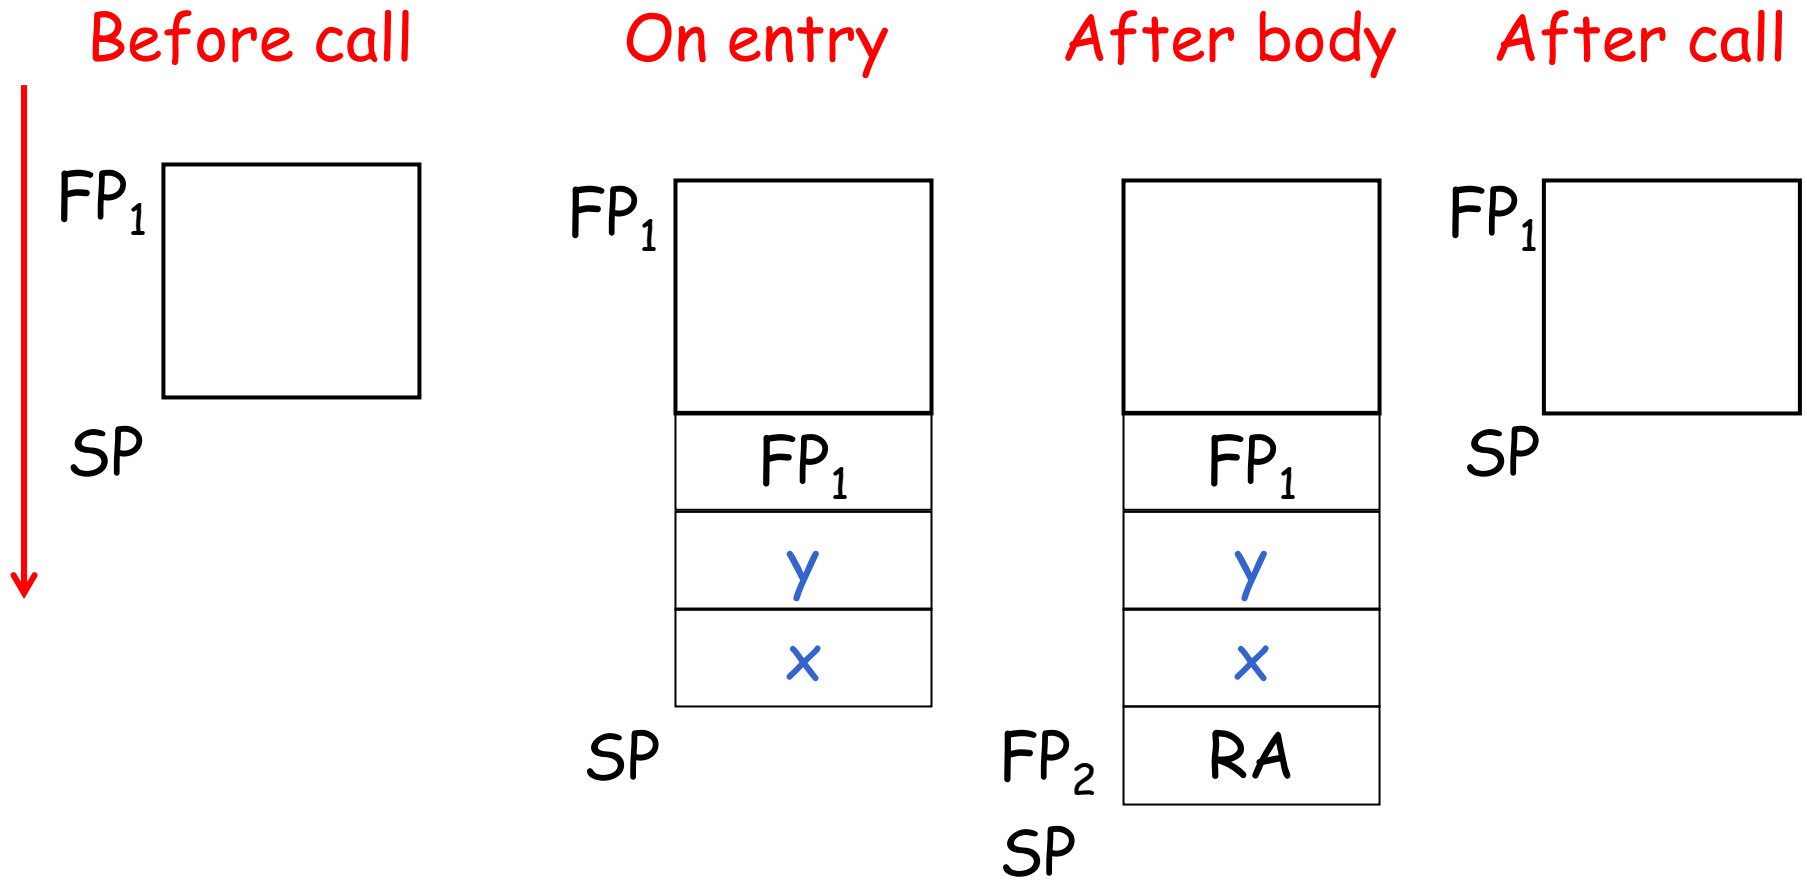 Before call On entry After body After call
FP1 FP1 FP1
SP FP1 FP1 SP
y y
x x
SP FP2 RA
SP